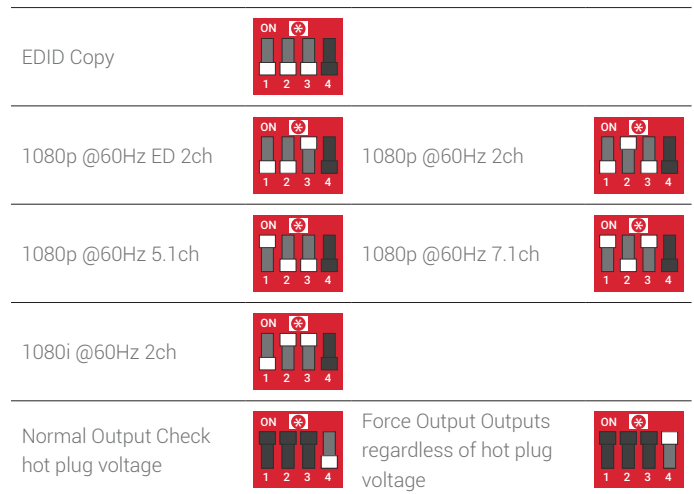 ON
EDID Copy
1 2 3 4
ON
ON
1080p @60Hz ED 2ch
1080p @60Hz 2ch
1 2 3 4
1 2 3 4
ON
ON
1080p @60Hz 5.1ch
1080p @60Hz 7.1ch
1 2 3 4
1 2 3 4
ON
1080i @60Hz 2ch
1 2 3 4
Normal Output Check
hot plug voltage
ON
1 2 3 4
Force Output Outputs
regardless of hot plug
voltage
ON
1 2 3 4